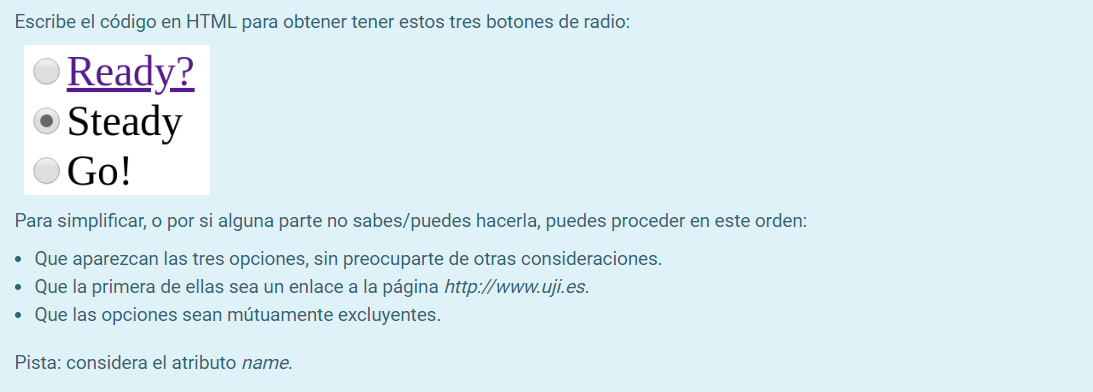 Escribe el código en HTML para obtener tener estos tres botones de radio:
Ready?
Steady
Go!
Para simplificar, o por si alguna parte no sabes/puedes hacerla, puedes proceder en este orden:
• Que aparezcan las tres opciones, sin preocuparte de otras consideraciones.
• Que la primera de ellas sea un enlace a la página http://www.uji.es.
• Que las opciones sean mútuamente excluyentes.
Pista: considera el atributo name.